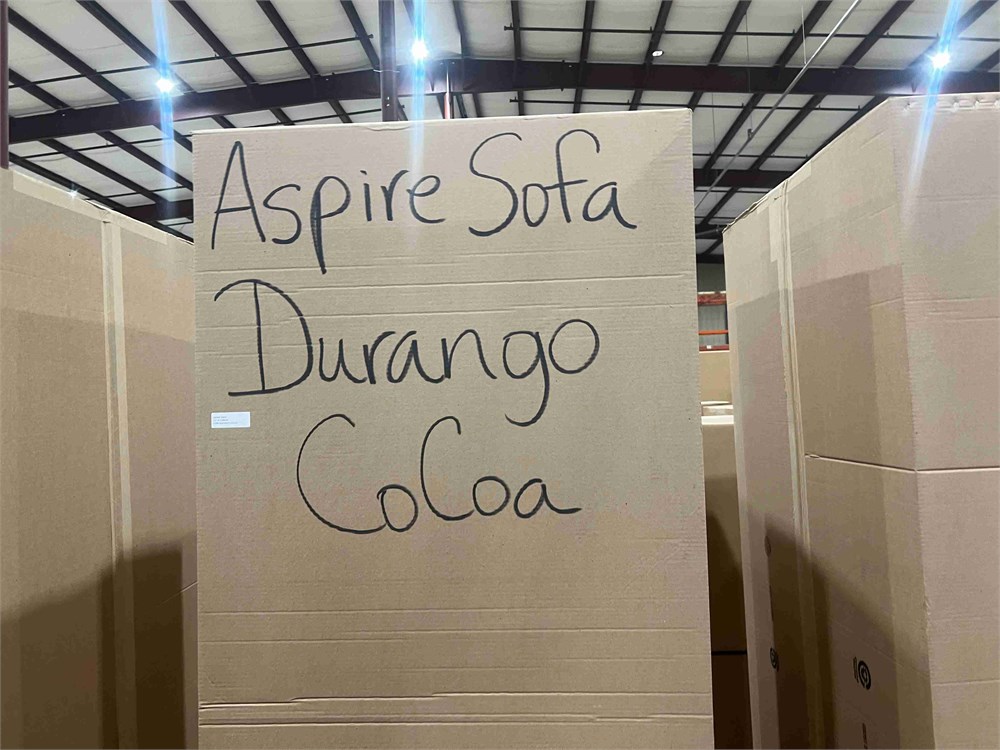 Aspire Sofa
Durango
CoCoa